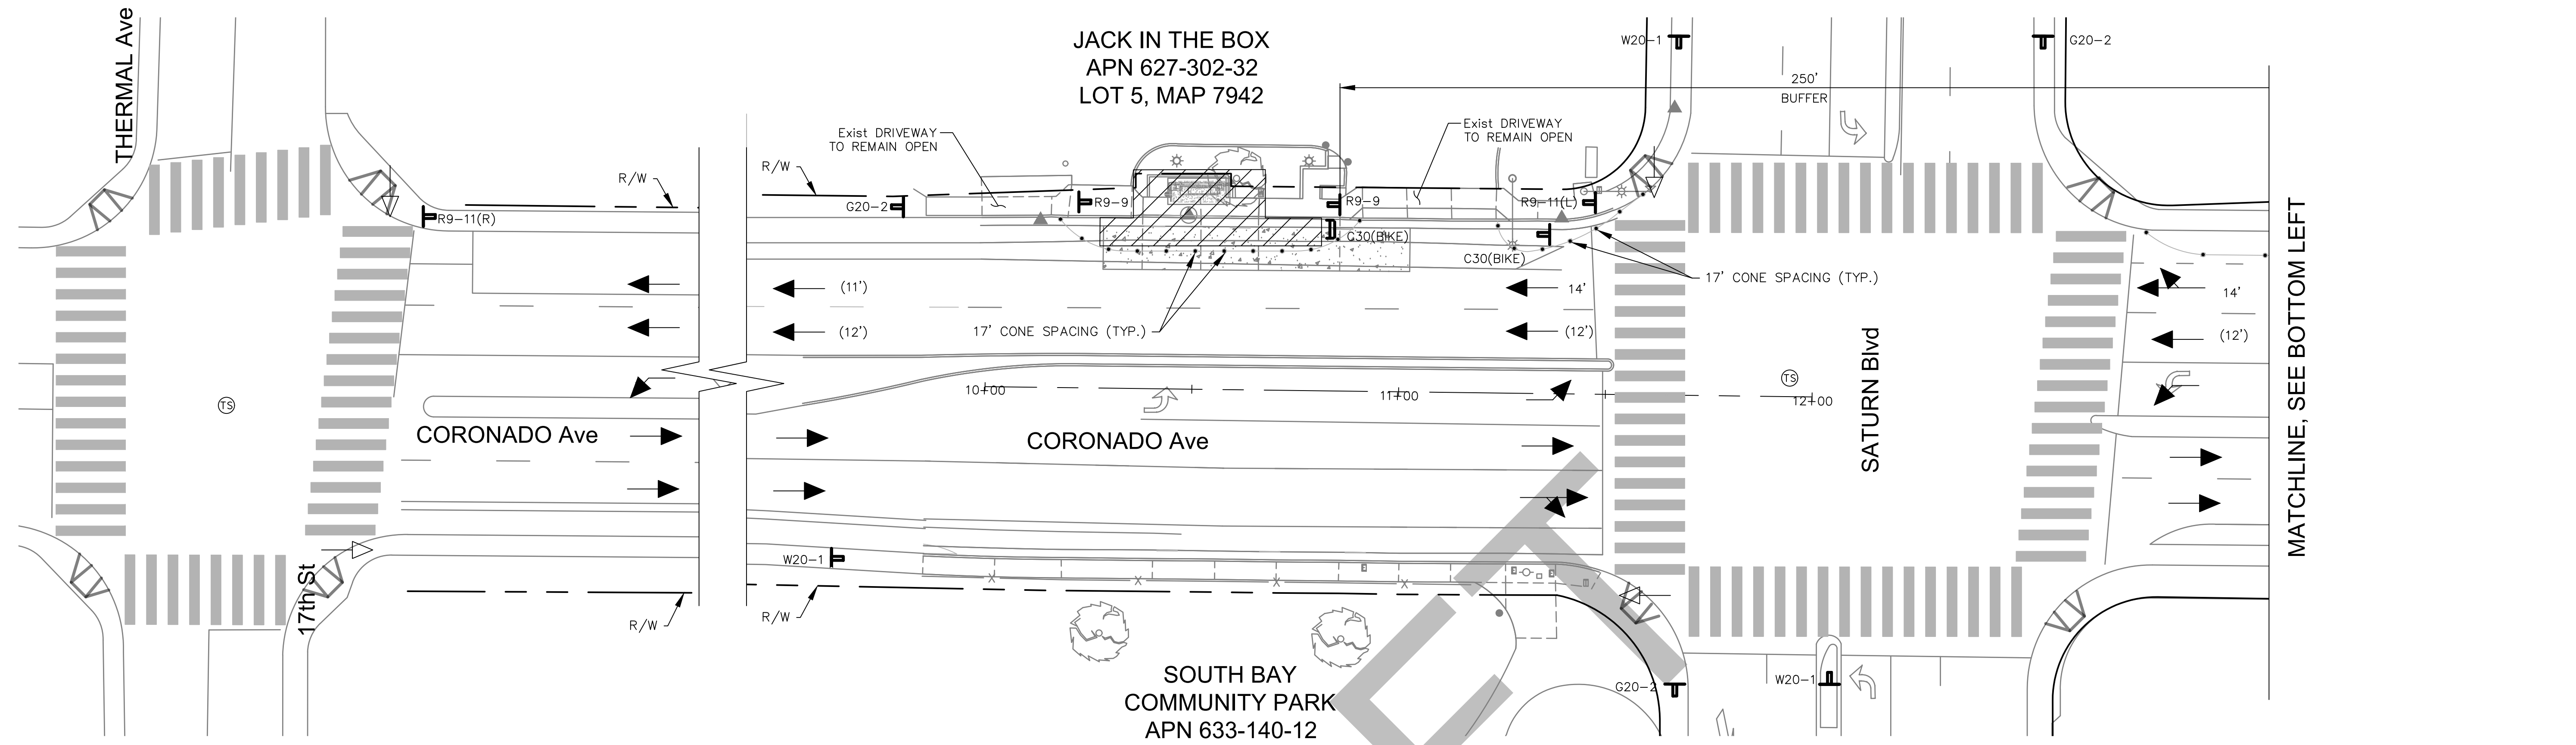 THERMAL Ave
JACK IN THE BOX
APN 627-302-32
LOT 5, MAP 7942
W20-1
G20-2
250'
BUFFER
Exist DRIVEWAY
TO REMAIN OPEN
Exist DRIVEWAY
TO REMAIN OPEN
R/W
R/W
G20-2
R9-9
R9-9
R9-11(L)
R9-11(R)
C30(BIKE)
C30(BIKE)
17' CONE SPACING (TYP.)
(11')
14'
14'
17' CONE SPACING (TYP.)
(12')
(12')
(12')
10+00
11+00
12+00
TS
TS
CORONADO Ave
CORONADO Ave
SATURN Blvd
MATCHLINE, SEE BOTTOM LEFT
W20-1
17th St
R/W
R/W
SOUTH BAY
COMMUNITY PARK
APN 633-140-12
G20-2
W20-1